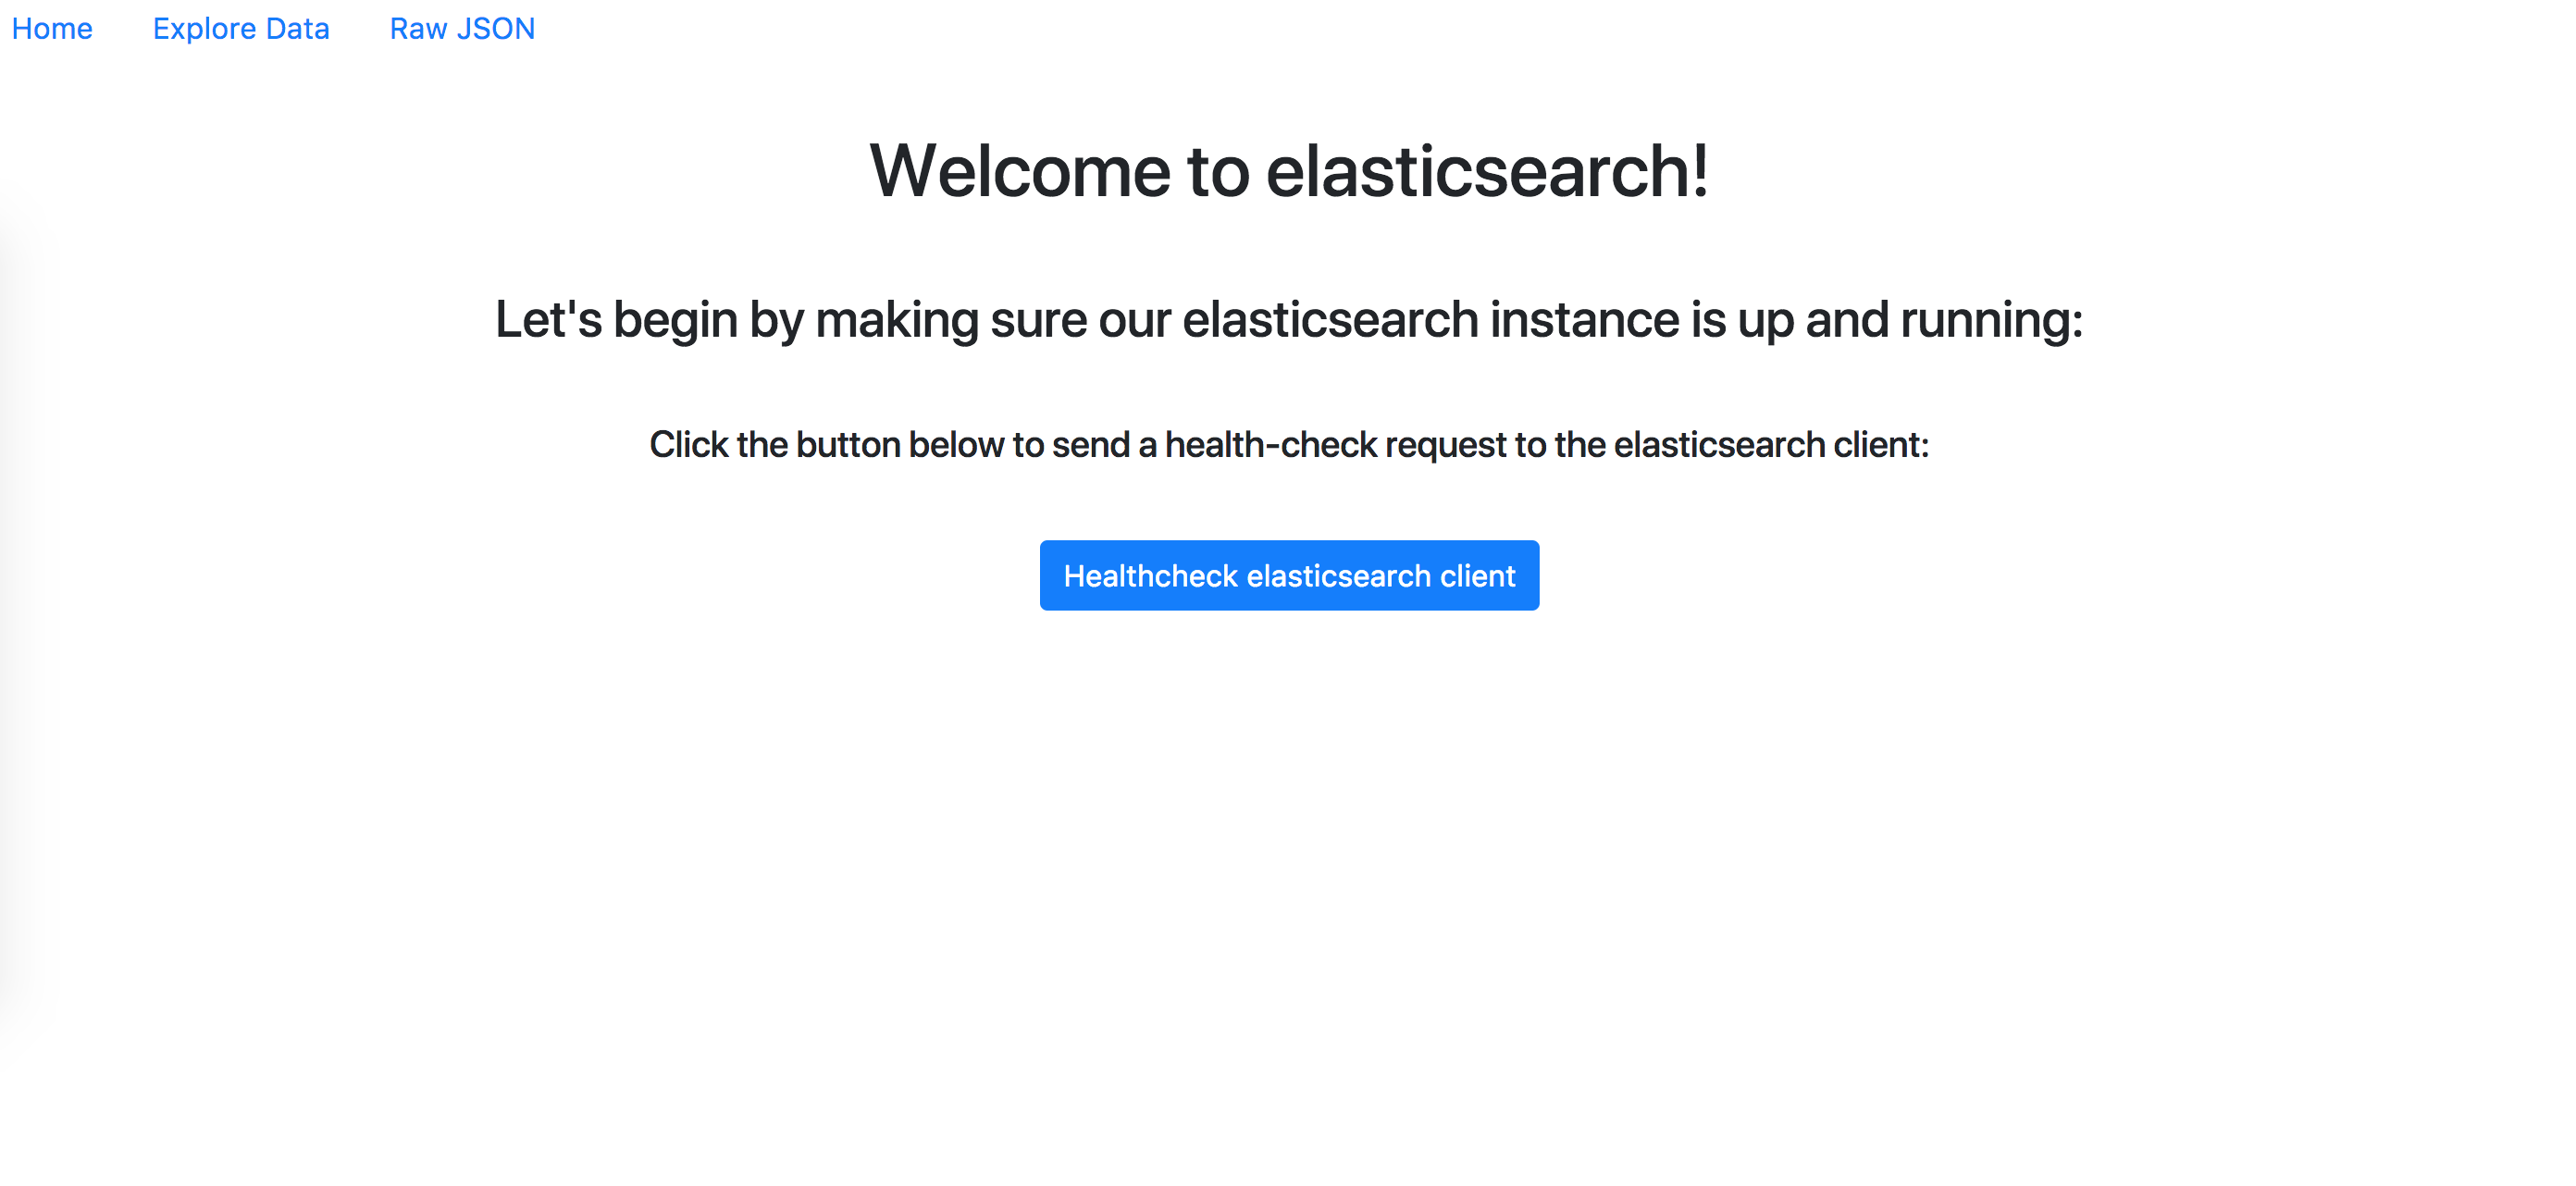 Home Explore Data Raw JSON
Welcome to elasticsearch!
Let's begin by making sure our elasticsearch instance is up and running:
Click the button below to send a health-check request to the elasticsearch client:
Healthcheck elasticsearch client